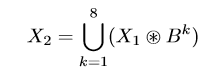 $X_2 = \bigcup_{k=1}^{8} (X_1 \circledast B^k)$